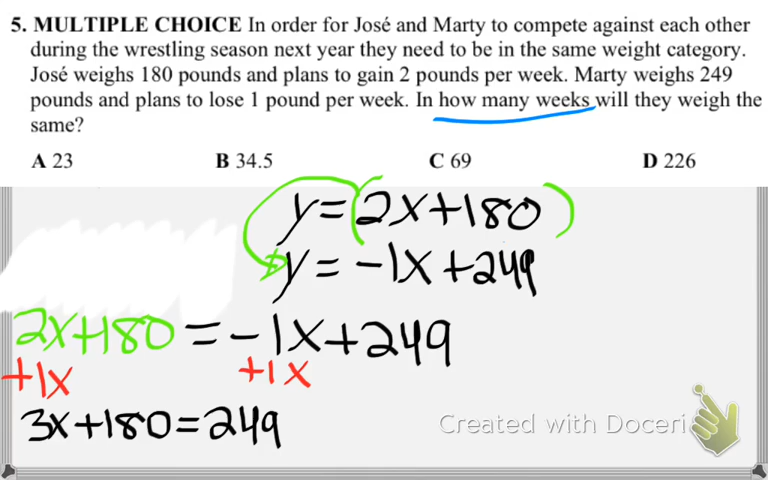 5. MULTIPLE CHOICE In order for José and Marty to compete against each other
during the wrestling season next year they need to be in the same weight category.
José weighs 180 pounds and plans to gain 2 pounds per week. Marty weighs 249
pounds and plans to lose 1 pound per week. In how many weeks will they weigh the
same?
A 23 B 34.5 C 69 D 226
y=(2x+180)
y=-1x+249
2x+180=-1x+249
+1x +1x
3x+180=249
Created with Doceri